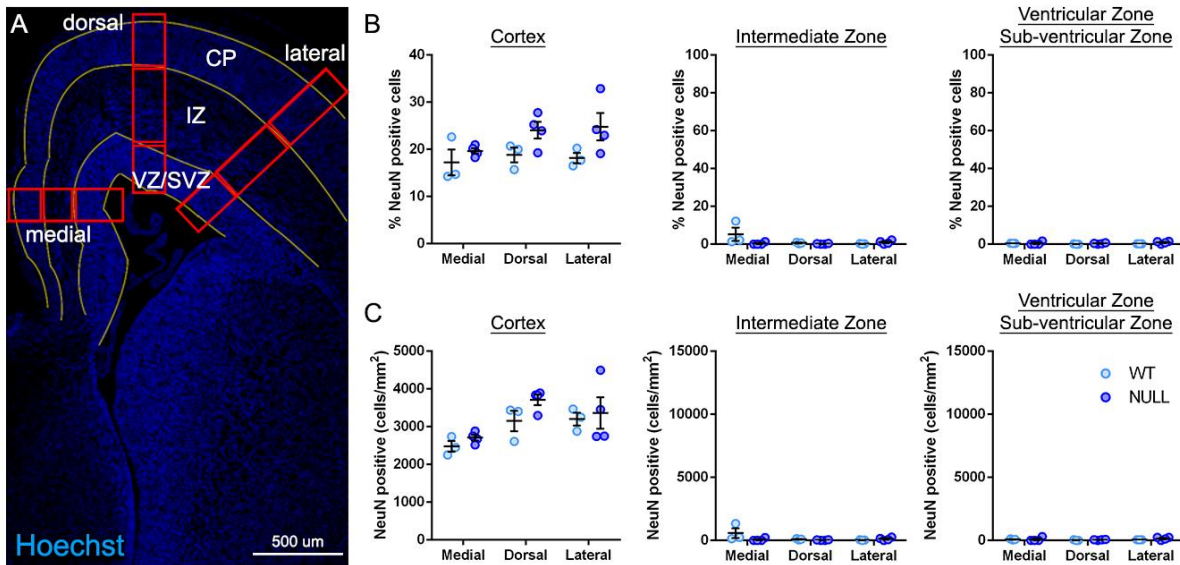 A
dorsal
lateral
CP
IZ
VZ/SVZ
medial
Hoechst
500 um
B
Cortex
% NeuN positive cells
40
30
20
10
0
Medial Dorsal Lateral
Intermediate Zone
% NeuN positive cells
100
80
60
40
20
0
Medial Dorsal Lateral
Ventricular Zone
Sub-ventricular Zone
% NeuN positive cells
100
80
60
40
20
0
Medial Dorsal Lateral
C
Cortex
NeuN positive (cells/mm²)
5000
4000
3000
2000
1000
0
Medial Dorsal Lateral
Intermediate Zone
NeuN positive (cells/mm²)
15000
10000
5000
0
Medial Dorsal Lateral
Ventricular Zone
Sub-ventricular Zone
NeuN positive (cells/mm²)
15000
10000
5000
0
WT
NULL
Medial Dorsal Lateral